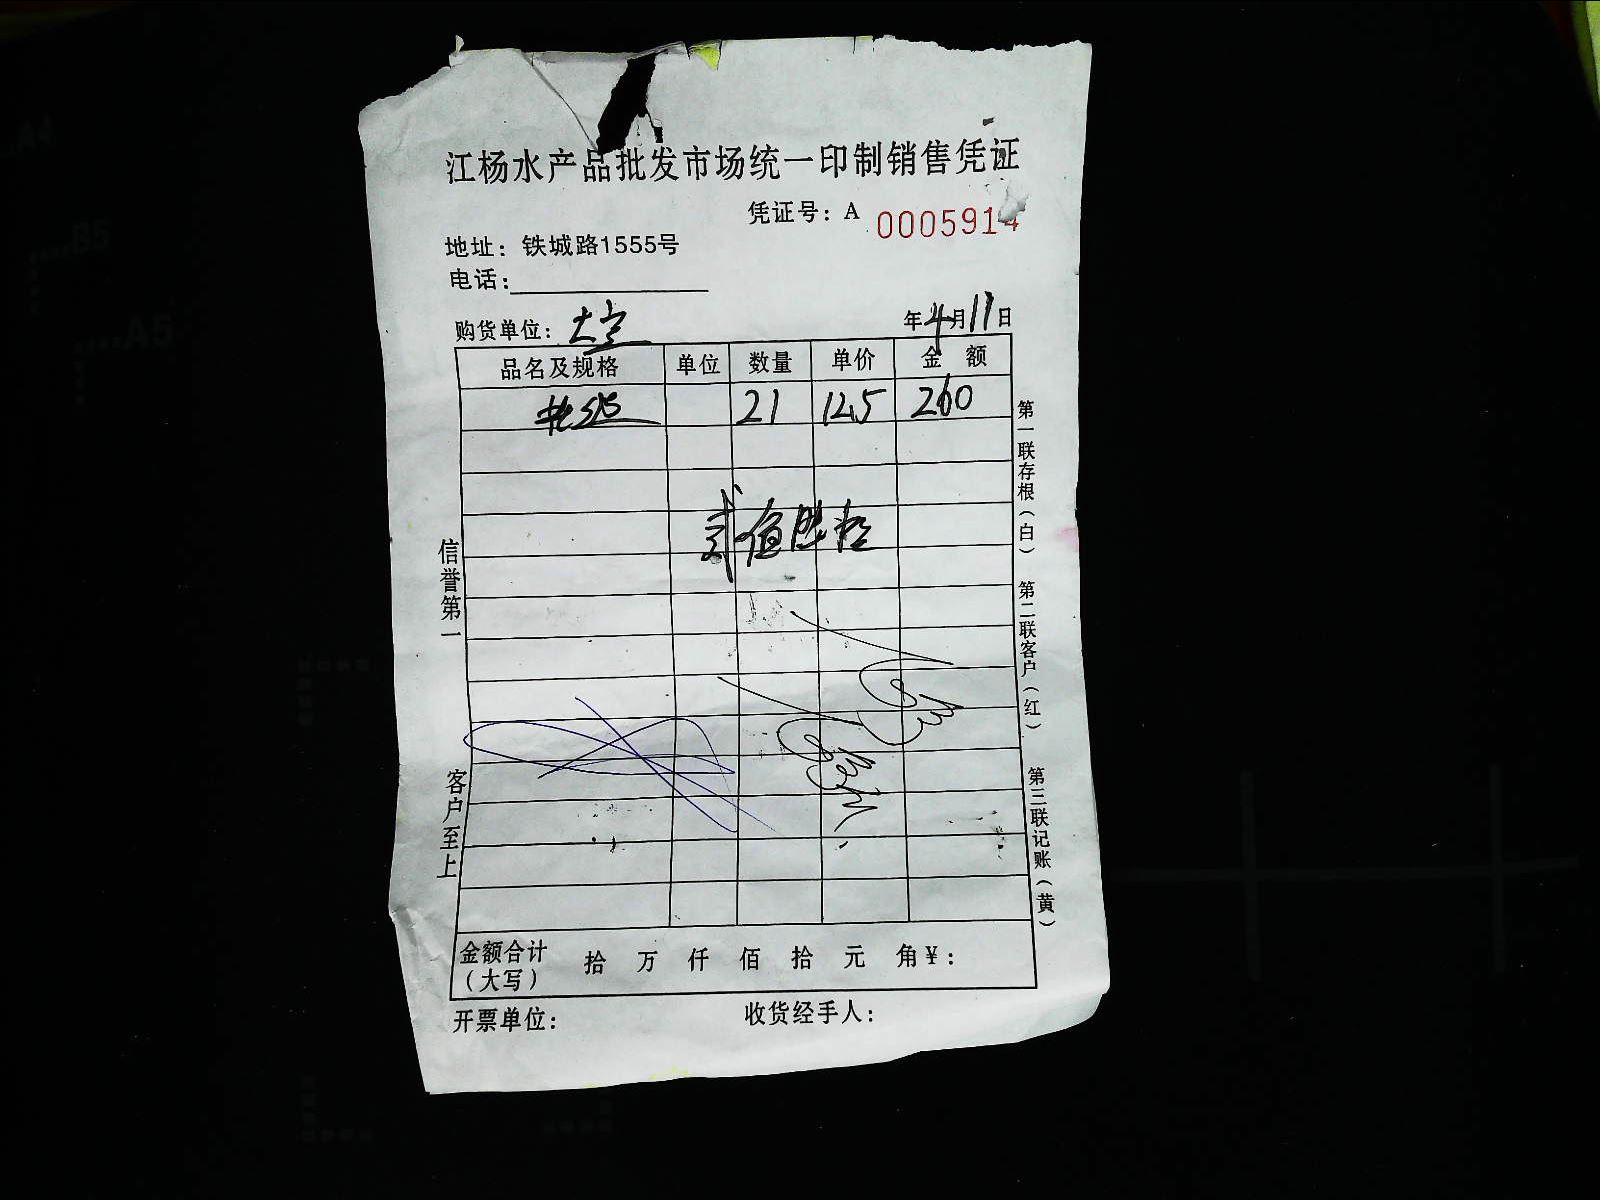 江杨水产品批发市场统一印制销售凭证
凭证号：A 0005914
地址：铁城路1555号
电话：
购货单位：
年4月11日
品名及规格 单位 数量 单价 金额
21 12.5 260
贰佰陆拾
信誉第一
客户至上
第一联存根（白）
第二联客户（红）
第三联记账（黄）
金额合计（大写） 拾 万 仟 佰 拾 元 角 ¥：
开票单位： 收货经手人：